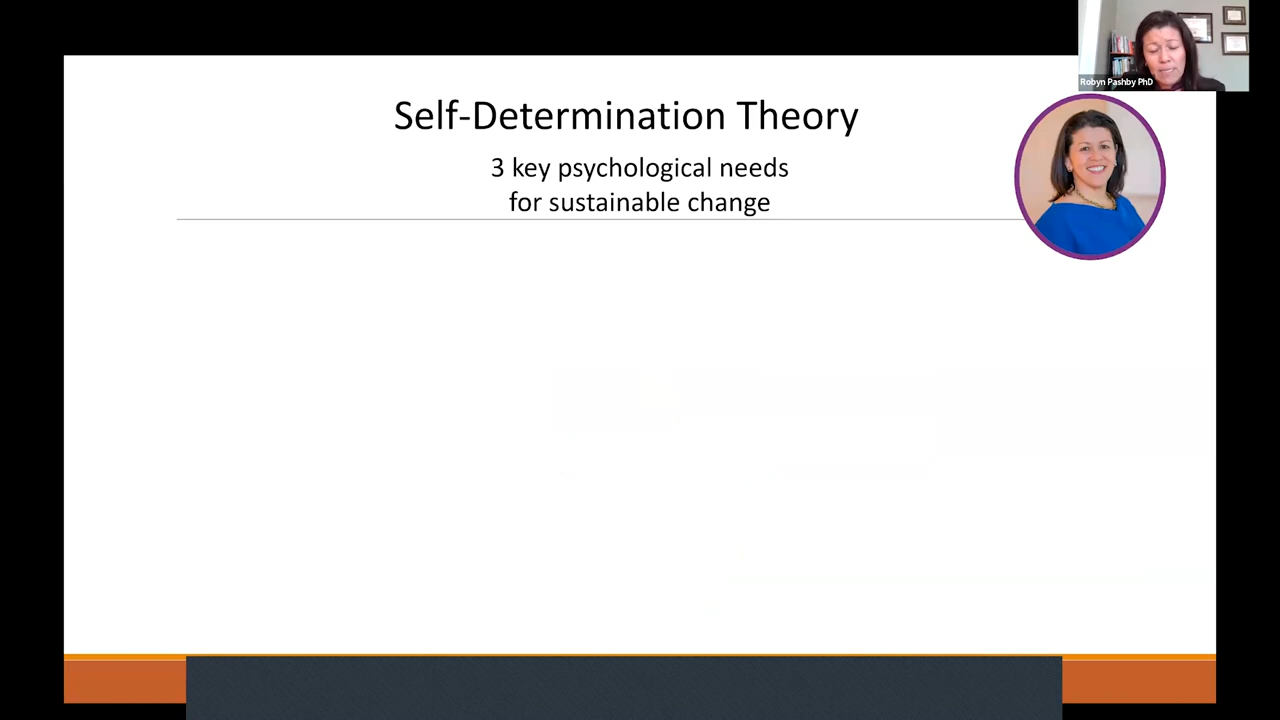 Self-Determination Theory
3 key psychological needs
for sustainable change
Robyn Pashby PhD